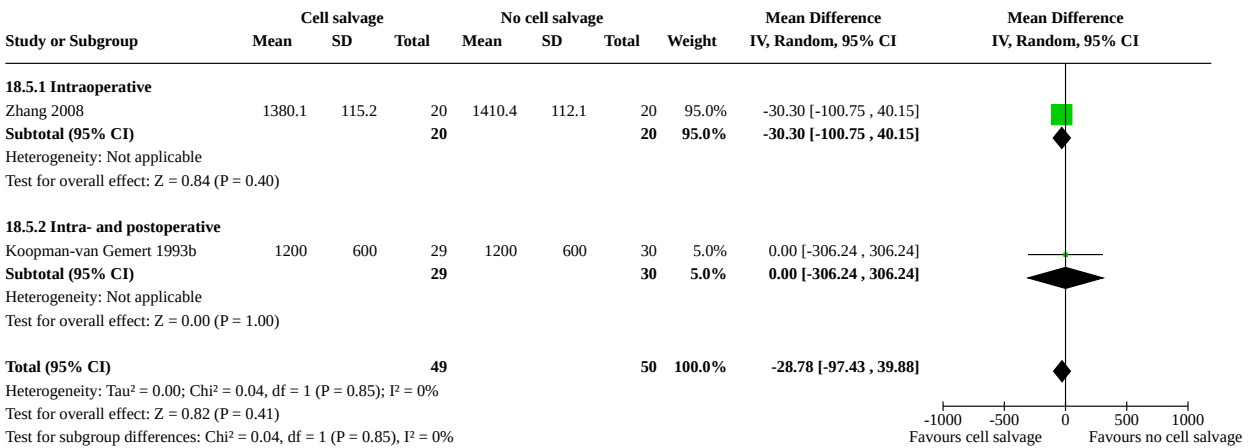 Cell salvage No cell salvage Mean Difference Mean Difference
Study or Subgroup Mean SD Total Mean SD Total Weight IV, Random, 95% CI IV, Random, 95% CI
18.5.1 Intraoperative
Zhang 2008 1380.1 115.2 20 1410.4 112.1 20 95.0% -30.30 [-100.75 , 40.15]
Subtotal (95% CI) 20 20 95.0% -30.30 [-100.75 , 40.15]
Heterogeneity: Not applicable
Test for overall effect: Z = 0.84 (P = 0.40)
18.5.2 Intra- and postoperative
Koopman-van Gemert 1993b 1200 600 29 1200 600 30 5.0% 0.00 [-306.24 , 306.24]
Subtotal (95% CI) 29 30 5.0% 0.00 [-306.24 , 306.24]
Heterogeneity: Not applicable
Test for overall effect: Z = 0.00 (P = 1.00)
Total (95% CI) 49 50 100.0% -28.78 [-97.43 , 39.88]
Heterogeneity: Tau² = 0.00; Chi² = 0.04, df = 1 (P = 0.85); I² = 0%
Test for overall effect: Z = 0.82 (P = 0.41) -1000 -500 0 500 1000
Test for subgroup differences: Chi² = 0.04, df = 1 (P = 0.85), I² = 0% Favours cell salvage Favours no cell salvage